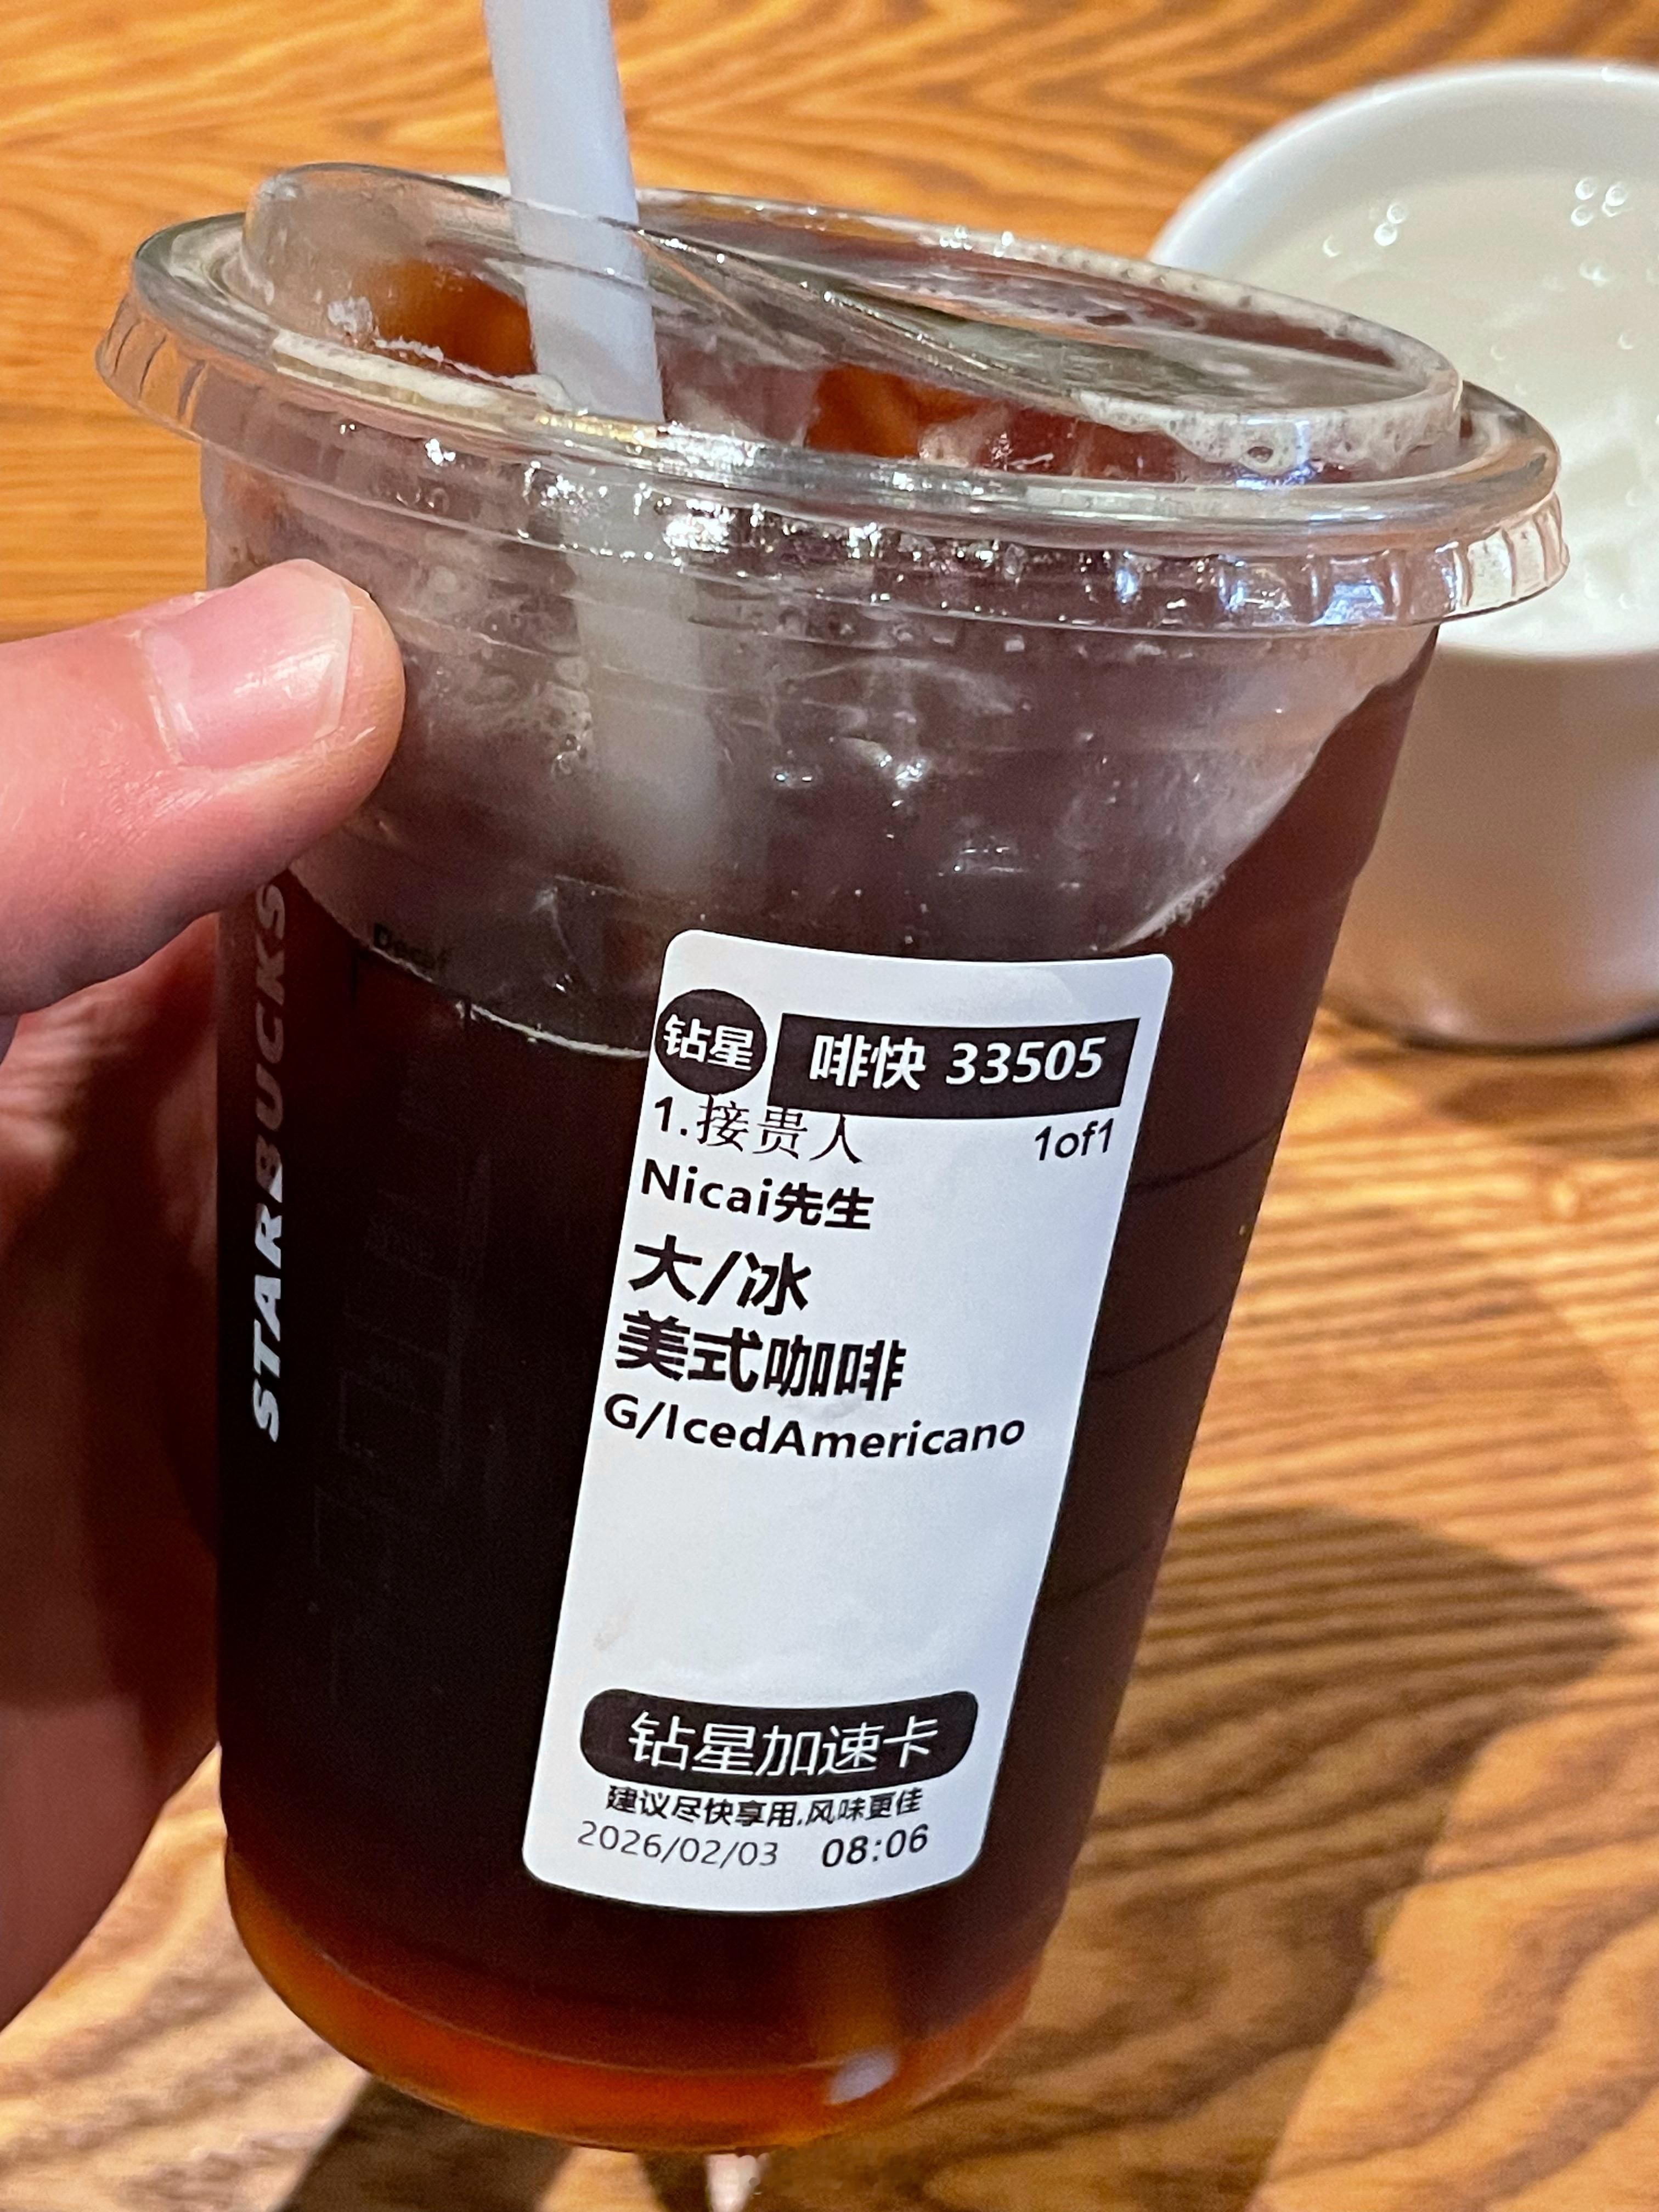 STARBUCKS
Decaf
钻星
啡快 33505
1.接贵人 1of1
Nicai先生
大/冰
美式咖啡
G/IcedAmericano
钻星加速卡
建议尽快享用,风味更佳
2026/02/03 08:06